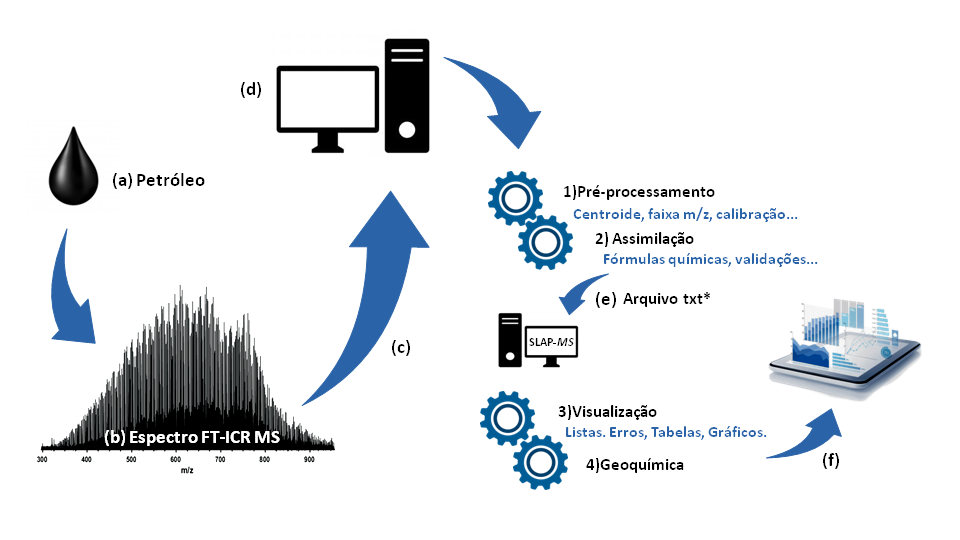 (d)
(a) Petróleo
1)Pré-processamento
Centroide, faixa m/z, calibração...
2) Assimilação
Fórmulas químicas, validações...
(e) Arquivo txt*
SLAP-MS
(c)
3)Visualização
Listas. Erros, Tabelas, Gráficos.
(b) Espectro FT-ICR MS
4)Geoquímica
(f)
300 400 500 600 700 800 900
m/z